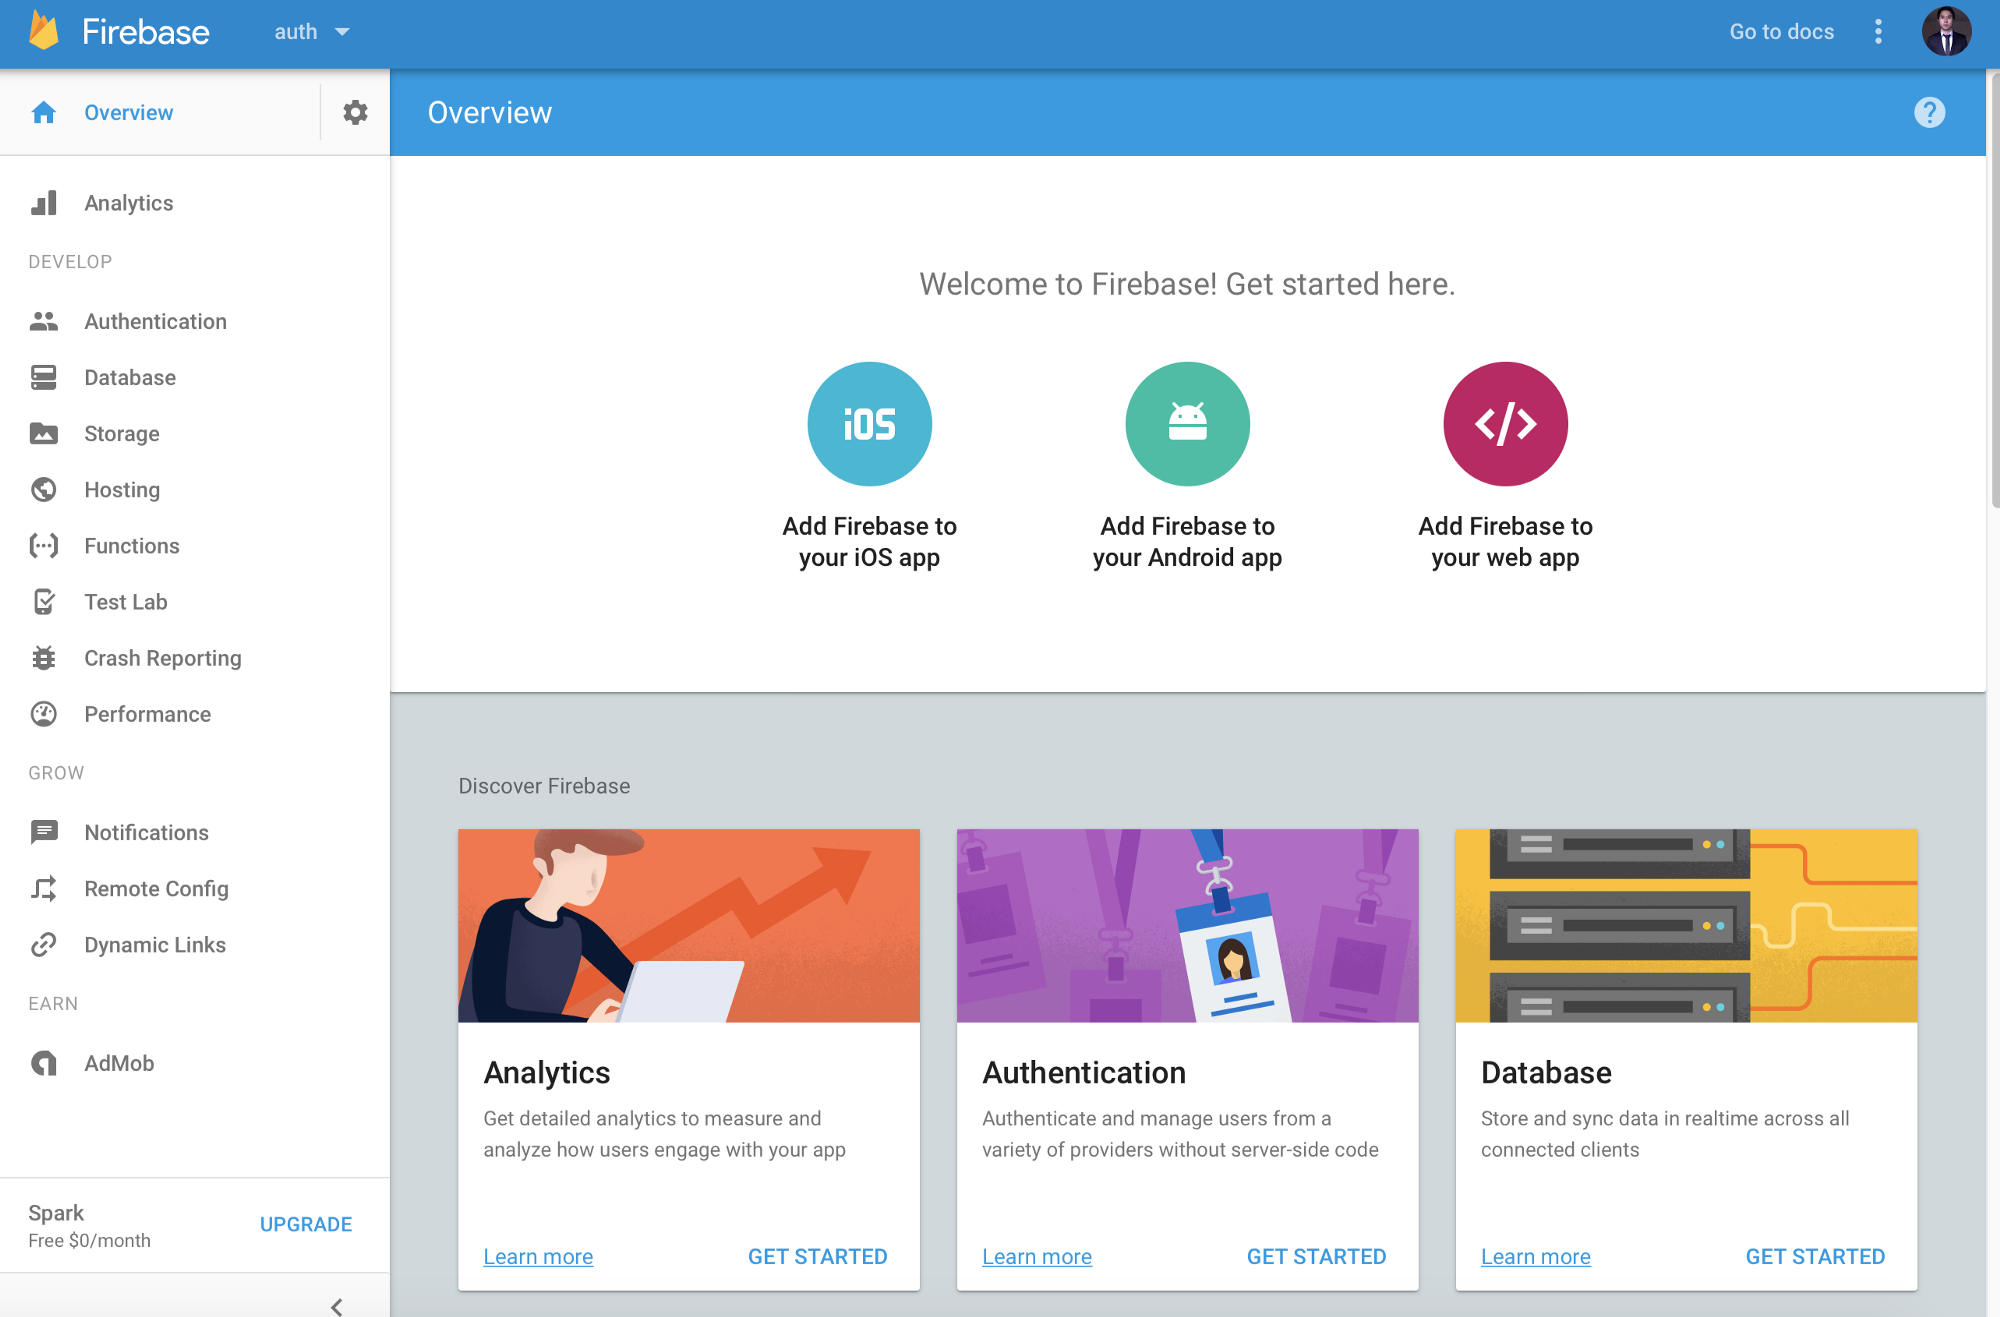 Firebase
auth
Go to docs
Overview
Overview
Analytics
DEVELOP
Authentication
Database
Storage
Hosting
Functions
Test Lab
Crash Reporting
Performance
GROW
Notifications
Remote Config
Dynamic Links
EARN
AdMob
Spark
Free $0/month
UPGRADE
Welcome to Firebase! Get started here.
iOS
Add Firebase to
your iOS app
Add Firebase to
your Android app
</>
Add Firebase to
your web app
Discover Firebase
Analytics
Get detailed analytics to measure and
analyze how users engage with your app
Learn more
GET STARTED
Authentication
Authenticate and manage users from a
variety of providers without server-side code
Learn more
GET STARTED
Database
Store and sync data in realtime across all
connected clients
Learn more
GET STARTED